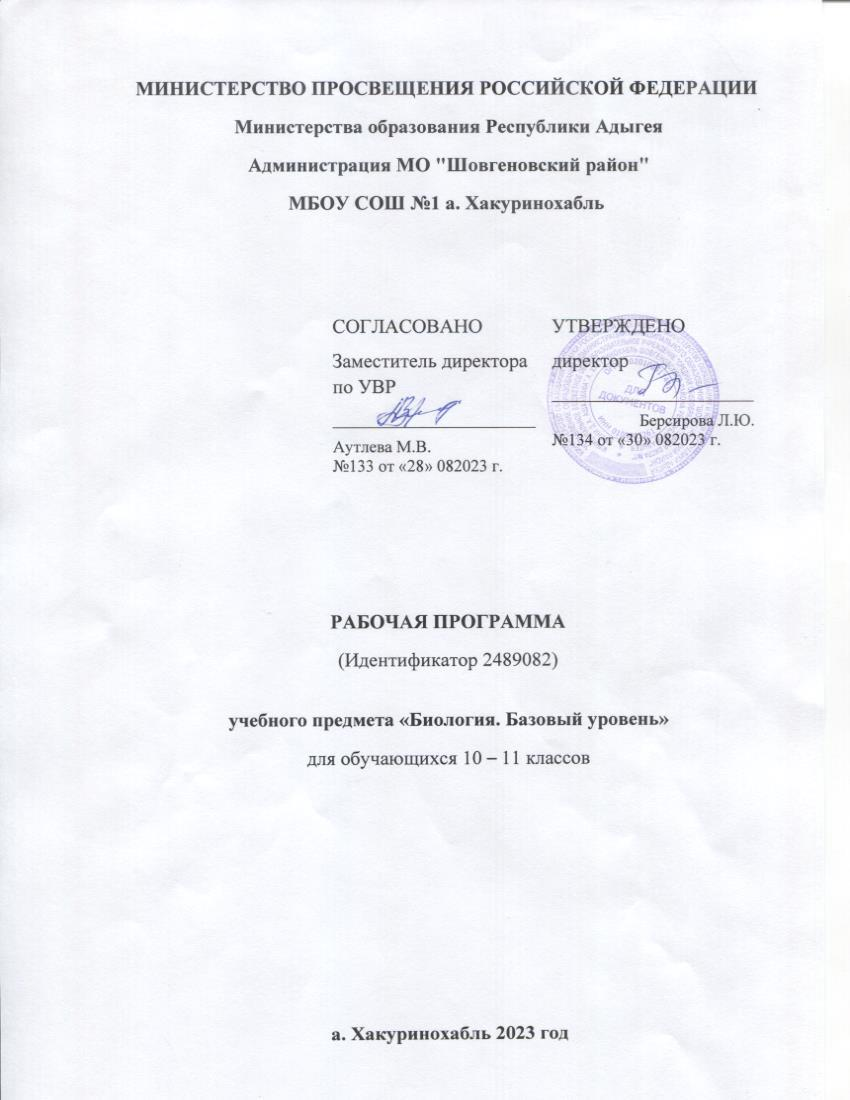 МИНИСТЕРСТВО ПРОСВЕЩЕНИЯ РОССИЙСКОЙ ФЕДЕРАЦИИ
Министерства образования Республики Адыгея
Администрация МО "Шовгеновский район"
МБОУ СОШ №1 а. Хакуринохабль
СОГЛАСОВАНО
Заместитель директора
по УВР
Аутлева М.В.
№133 от «28» 082023 г.
УТВЕРЖДЕНО
директор
ДЛЯ
ДОКУМЕНТОВ
Берсирова Л.Ю.
№134 от «30» 082023 г.
РАБОЧАЯ ПРОГРАММА
(Идентификатор 2489082)
учебного предмета «Биология. Базовый уровень»
для обучающихся 10 – 11 классов
а. Хакуринохабль 2023 год